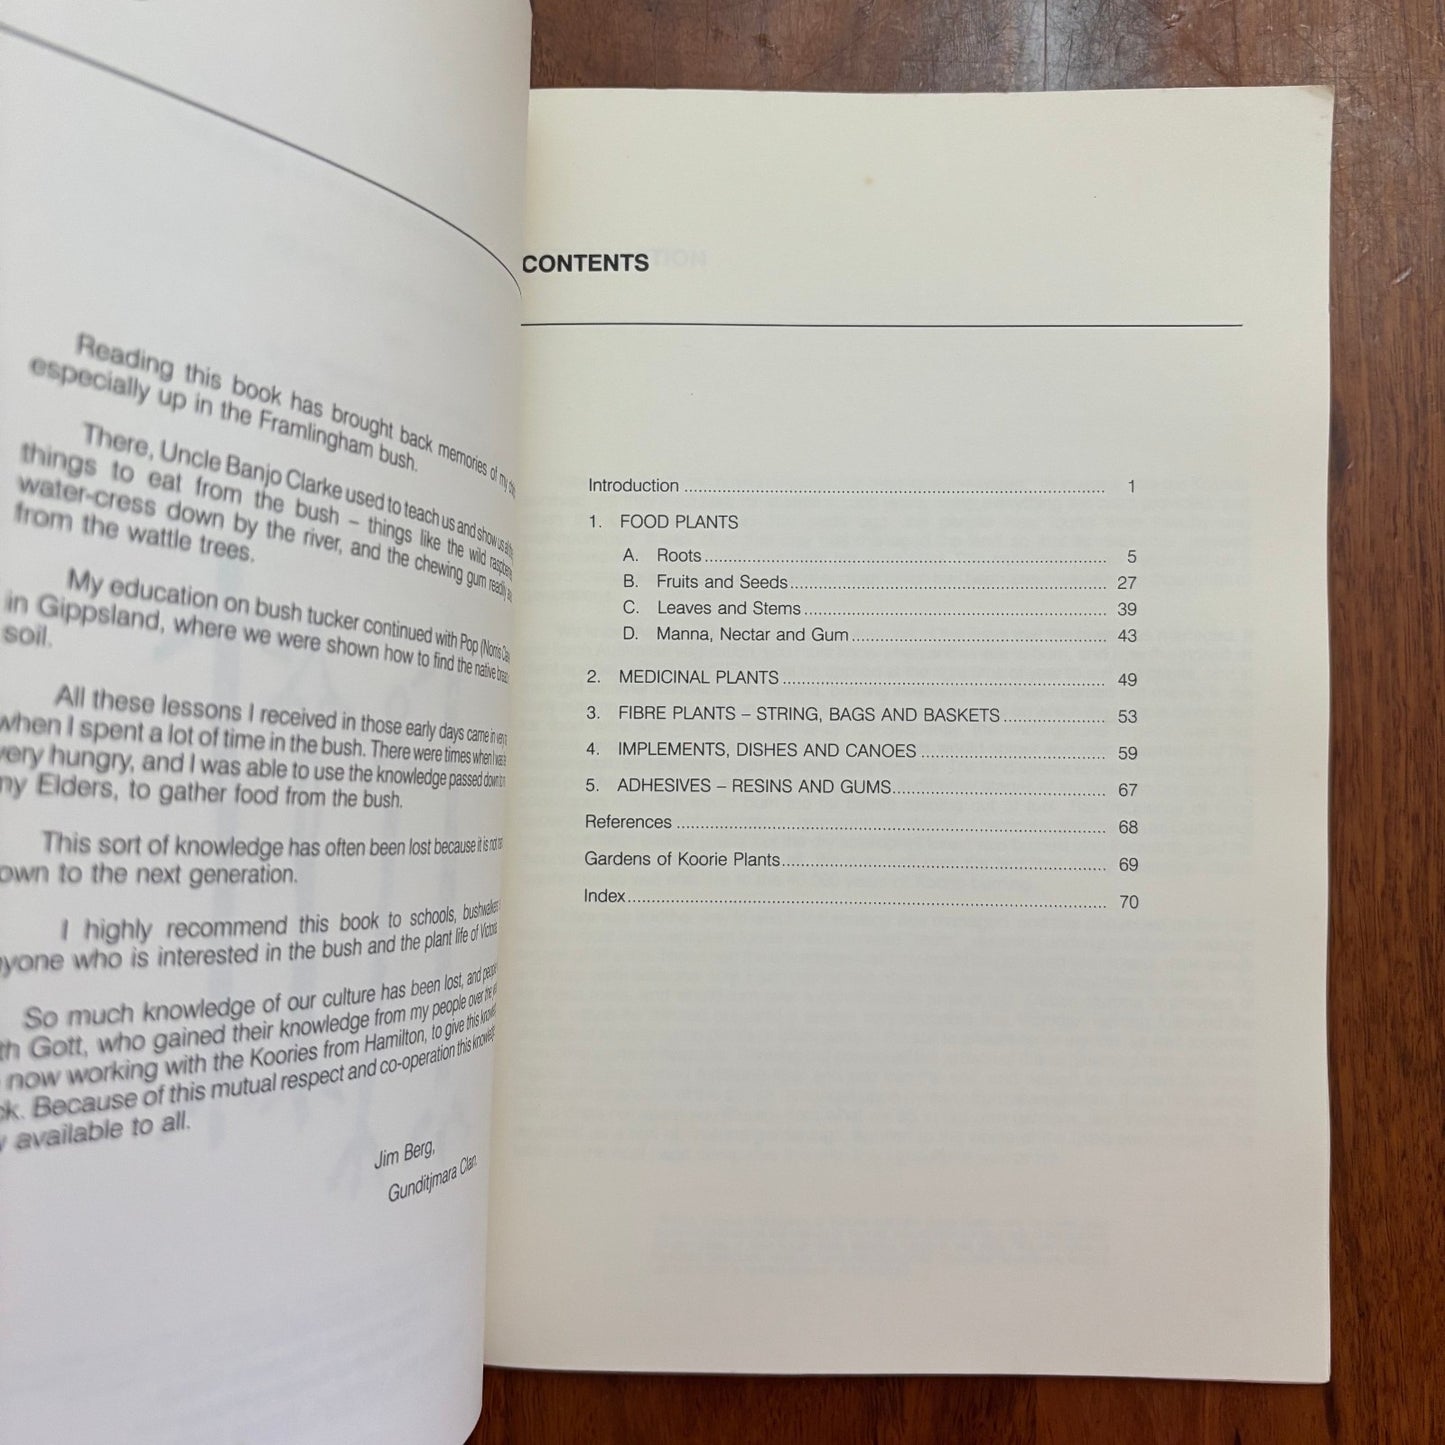 Reading this book has brought back memories of my
especially up in the Framlingham bush.
There, Uncle Banjo Clarke used to teach us and show us all the
things to eat from the bush – things like the wild
water-cress down by the river, and the chewing gum readily
from the wattle trees.
My education on bush tucker continued with Pop (Norris
in Gippsland, where we were shown how to find the native
soil.
All these lessons I received in those early days came in
when I spent a lot of time in the bush. There were times when I was
very hungry, and I was able to use the knowledge passed down
my Elders, to gather food from the bush.
This sort of knowledge has often been lost because it is not
own to the next generation.
I highly recommend this book to schools, bushwalkers
yone who is interested in the bush and the plant life of Victoria.
So much knowledge of our culture has been lost, and people
th Gott, who gained their knowledge from my people over the
now working with the Koories from Hamilton, to give this
ck. Because of this mutual respect and co-operation this knowledge
available to all.
Jim Berg,
Gunditjmara Clan.
CONTENTS
Introduction ........ 1
1. FOOD PLANTS
A. Roots ........ 5
B. Fruits and Seeds ........ 27
C. Leaves and Stems ........ 39
D. Manna, Nectar and Gum ........ 43
2. MEDICINAL PLANTS ........ 49
3. FIBRE PLANTS – STRING, BAGS AND BASKETS ........ 53
4. IMPLEMENTS, DISHES AND CANOES ........ 59
5. ADHESIVES – RESINS AND GUMS ........ 67
References ........ 68
Gardens of Koorie Plants ........ 69
Index ........ 70